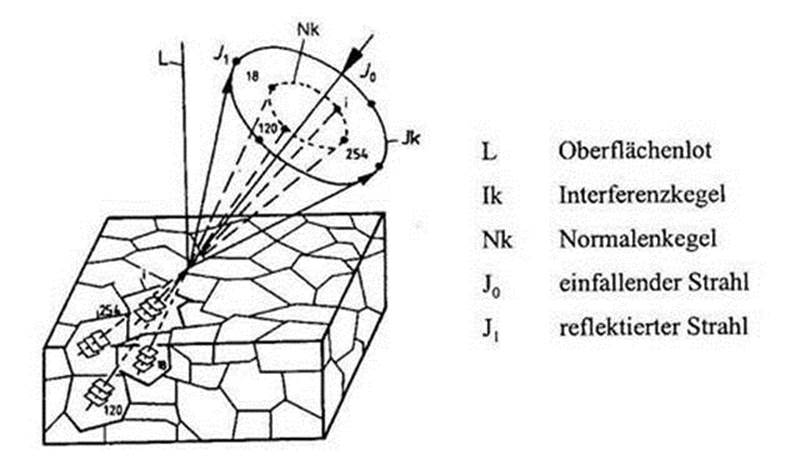 Nk
L
J₁
J₀
18
i
120
Jk
254
i
254
18
120
L Oberflächenlot
Ik Interferenzkegel
Nk Normalenkegel
J₀ einfallender Strahl
J₁ reflektierter Strahl